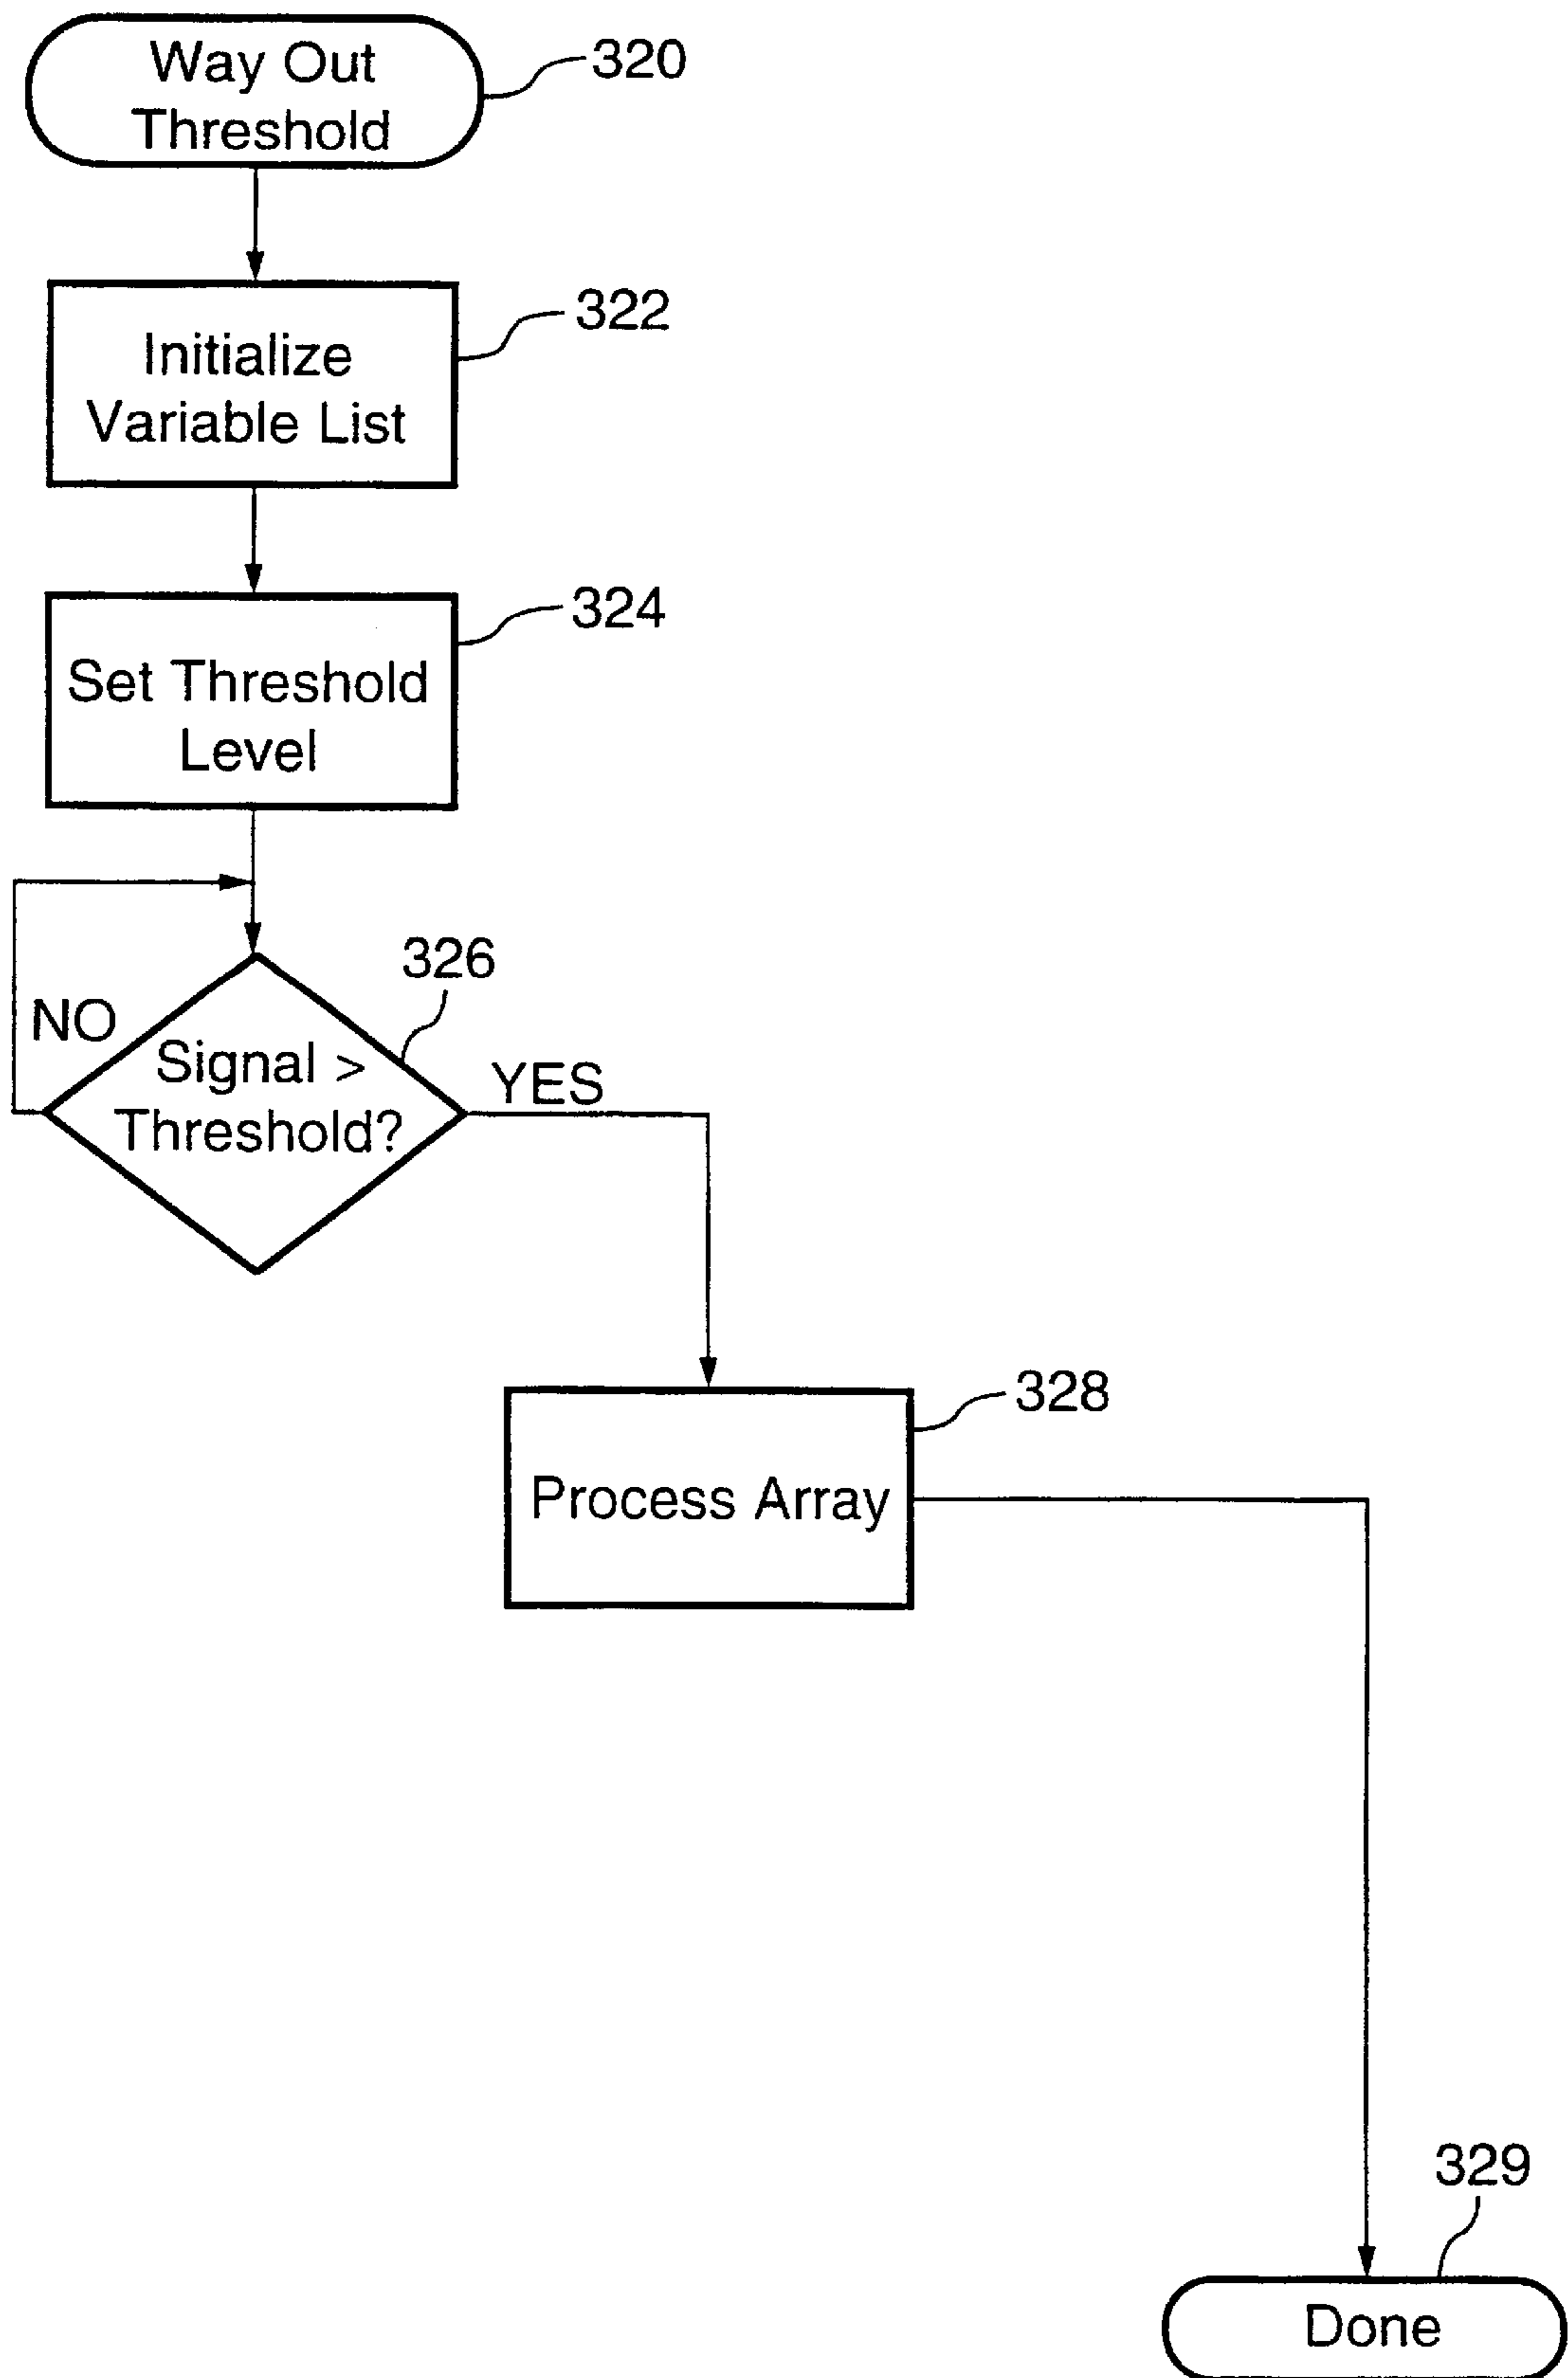 Way Out
Threshold
320
Initialize
Variable List
322
Set Threshold
Level
324
326
NO
Signal >
Threshold?
YES
328
Process Array
329
Done